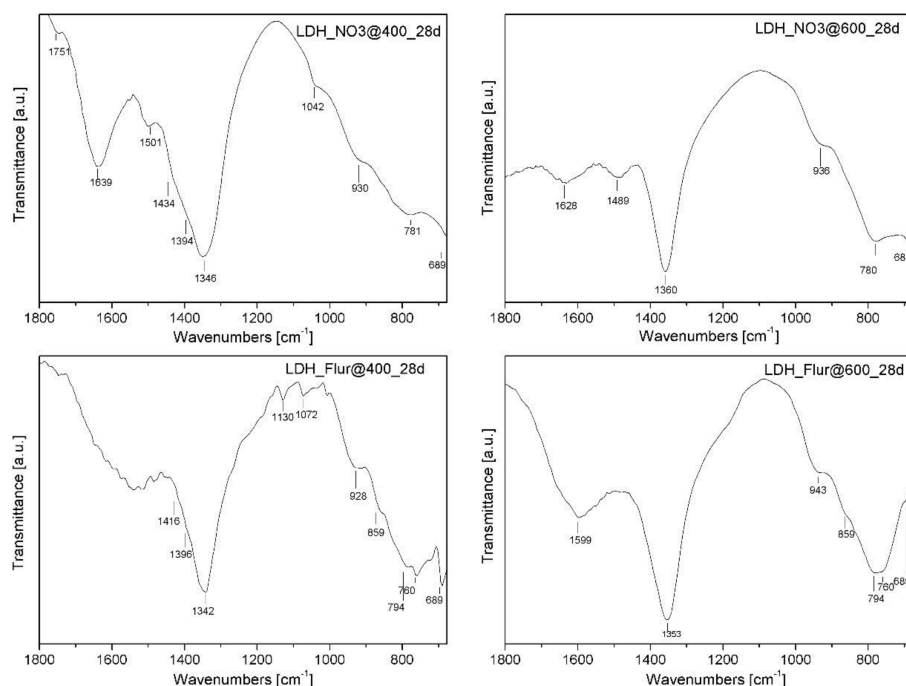 LDH_NO3@400_28d
Transmittance [a.u.]
1751
1639
1501
1434
1394
1346
1042
930
781
689
1800 1600 1400 1200 1000 800
Wavenumbers [cm-1]
LDH_NO3@600_28d
Transmittance [a.u.]
1628
1489
1360
936
780
68
1800 1600 1400 1200 1000 800
Wavenumbers [cm-1]
LDH_Flur@400_28d
Transmittance [a.u.]
1416
1396
1342
1130
1072
928
859
794
760
689
1800 1600 1400 1200 1000 800
Wavenumbers [cm-1]
LDH_Flur@600_28d
Transmittance [a.u.]
1599
1353
943
859
794
760
689
1800 1600 1400 1200 1000 800
Wavenumbers [cm-1]